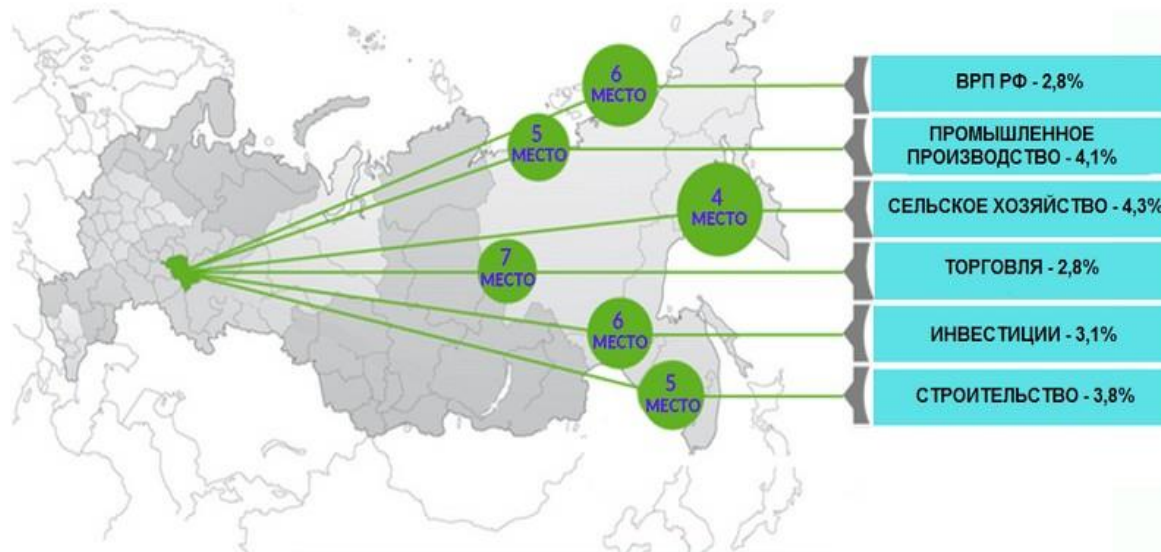 6
МЕСТО
ВРП РФ - 2,8%
5
МЕСТО
ПРОМЫШЛЕННОЕ
ПРОИЗВОДСТВО - 4,1%
4
МЕСТО
СЕЛЬСКОЕ ХОЗЯЙСТВО - 4,3%
7
МЕСТО
ТОРГОВЛЯ - 2,8%
6
МЕСТО
ИНВЕСТИЦИИ - 3,1%
5
МЕСТО
СТРОИТЕЛЬСТВО - 3,8%